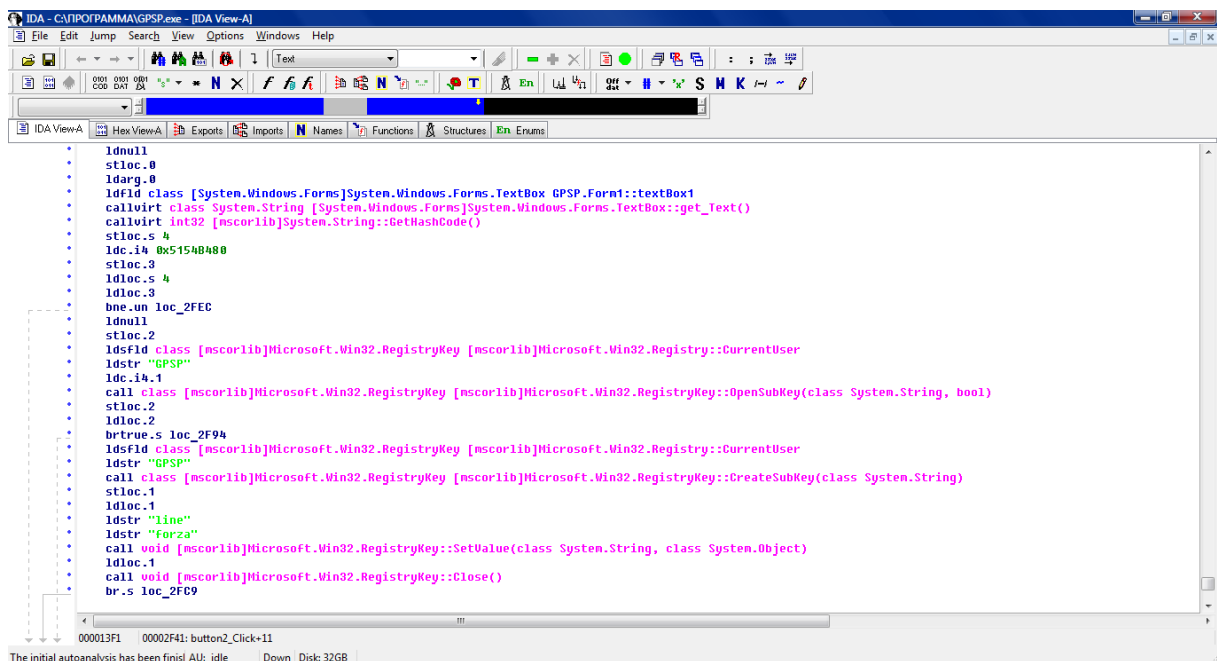 IDA - C:\ПРОГРАММА\GPSP.exe - [IDA View-A]
File Edit Jump Search View Options Windows Help
Text
IDA View-A Hex View-A Exports Imports N Names Functions Structures En Enums
ldnull
stloc.0
ldarg.0
ldfld class [System.Windows.Forms]System.Windows.Forms.TextBox GPSP.Form1::textBox1
callvirt class System.String [System.Windows.Forms]System.Windows.Forms.TextBox::get_Text()
callvirt int32 [mscorlib]System.String::GetHashCode()
stloc.s 4
ldc.i4 0x5154B480
stloc.3
ldloc.s 4
ldloc.3
bne.un loc_2FEC
ldnull
stloc.2
ldsfld class [mscorlib]Microsoft.Win32.RegistryKey [mscorlib]Microsoft.Win32.Registry::CurrentUser
ldstr "GPSP"
ldc.i4.1
call class [mscorlib]Microsoft.Win32.RegistryKey [mscorlib]Microsoft.Win32.RegistryKey::OpenSubKey(class System.String, bool)
stloc.2
ldloc.2
brtrue.s loc_2F94
ldsfld class [mscorlib]Microsoft.Win32.RegistryKey [mscorlib]Microsoft.Win32.Registry::CurrentUser
ldstr "GPSP"
call class [mscorlib]Microsoft.Win32.RegistryKey [mscorlib]Microsoft.Win32.RegistryKey::CreateSubKey(class System.String)
stloc.1
ldloc.1
ldstr "line"
ldstr "forza"
call void [mscorlib]Microsoft.Win32.RegistryKey::SetValue(class System.String, class System.Object)
ldloc.1
call void [mscorlib]Microsoft.Win32.RegistryKey::Close()
br.s loc_2FC9
000013F1 00002F41: button2_Click+11
The initial autoanalysis has been finisl AU: idle Down Disk: 32GB